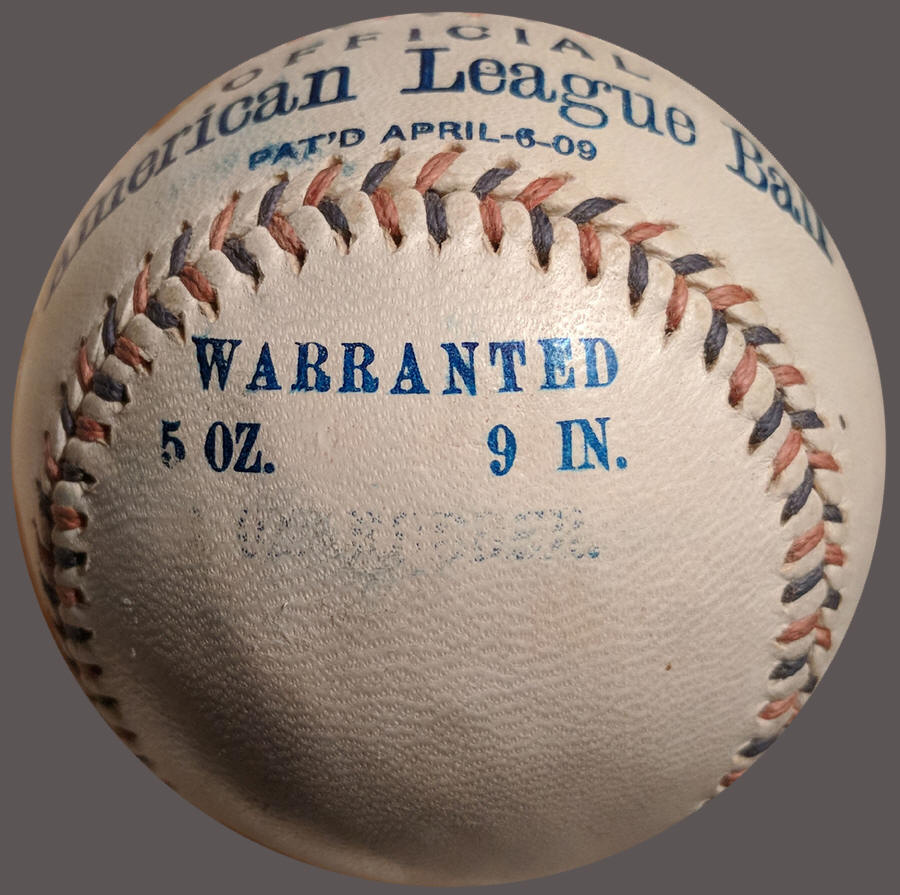 OFFICIAL
American League Ball
PAT'D APRIL-6-09
WARRANTED
5 OZ. 9 IN.